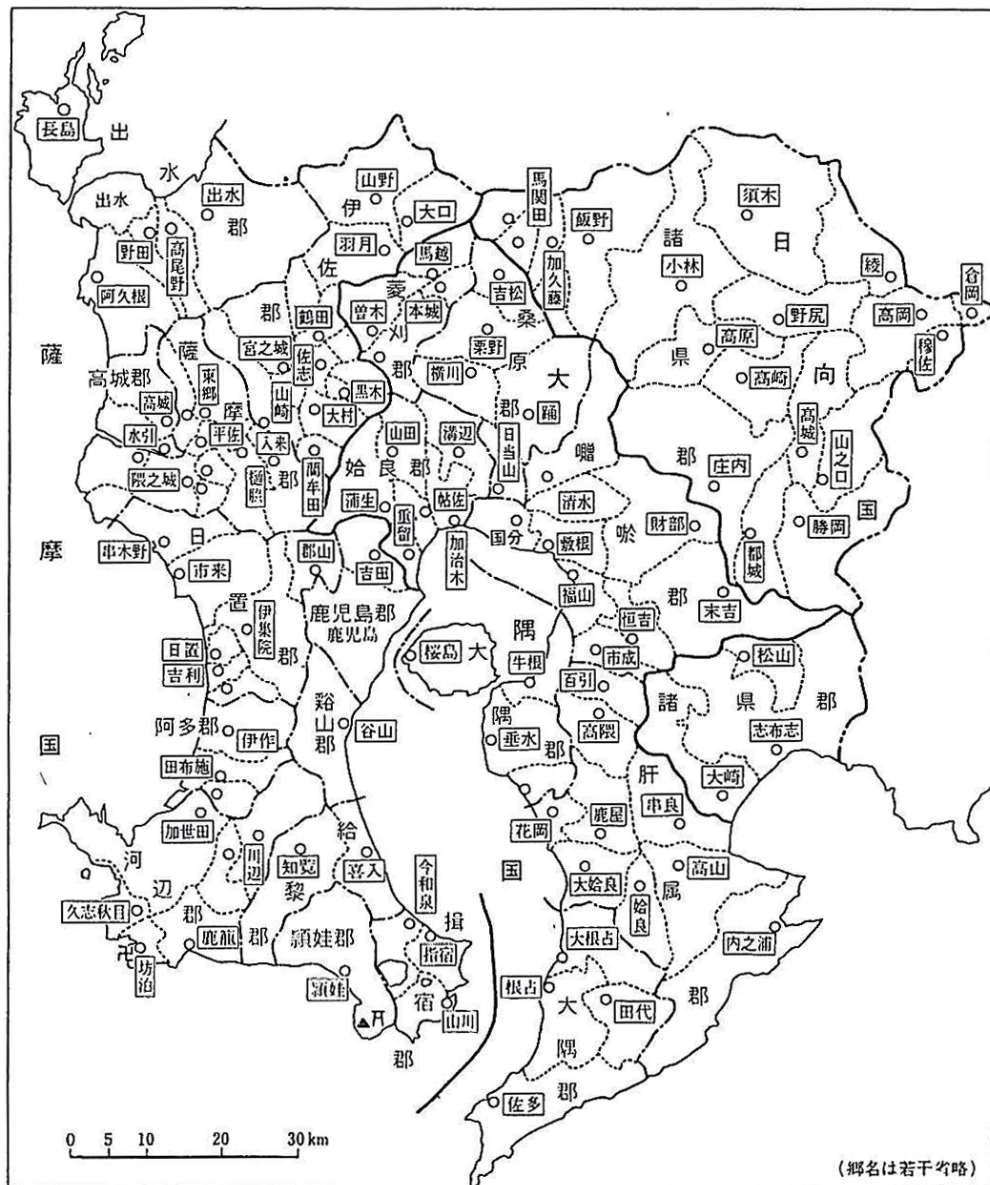 長島
出水郡
出水
出水
野田
高尾野
阿久根
伊佐郡
山野
大口
羽月
馬越
菱刈郡
曽木
本城
鶴田
宮之城
佐志
山崎
黒木
大村
馬関田
飯野
加久藤
吉松
桑原郡
栗野
横川
踊
日当山
諸県郡
須木
小林
綾
倉岡
高岡
穆佐
野尻
高原
高崎
高城
山之口
庄内
都城
勝岡
日向国
薩摩国
高城郡
高城
水引
隈之城
薩摩郡
東郷
平佐
入来
樋脇
藺牟田
姶良郡
山田
溝辺
蒲生
重留
帖佐
加治木
国分
大隅国
囎唹郡
清水
敷根
福山
財部
恒吉
市成
末吉
百引
高隈
牛根
日置郡
串木野
市来
伊集院
日置
吉利
郡山
吉田
鹿児島郡
鹿児島
桜島
谿山郡
谷山
阿多郡
伊作
田布施
加世田
河辺郡
川辺
久志秋目
坊泊
鹿籠
知覧
給黎郡
喜入
頴娃郡
頴娃
今和泉
揖宿郡
指宿
山川
大隅郡
垂水
花岡
鹿屋
大姶良
姶良
肝属郡
串良
高山
内之浦
諸県郡
松山
志布志
大崎
大根占
根占
田代
大隅郡
佐多
0 5 10 20 30 km
(郷名は若干省略)